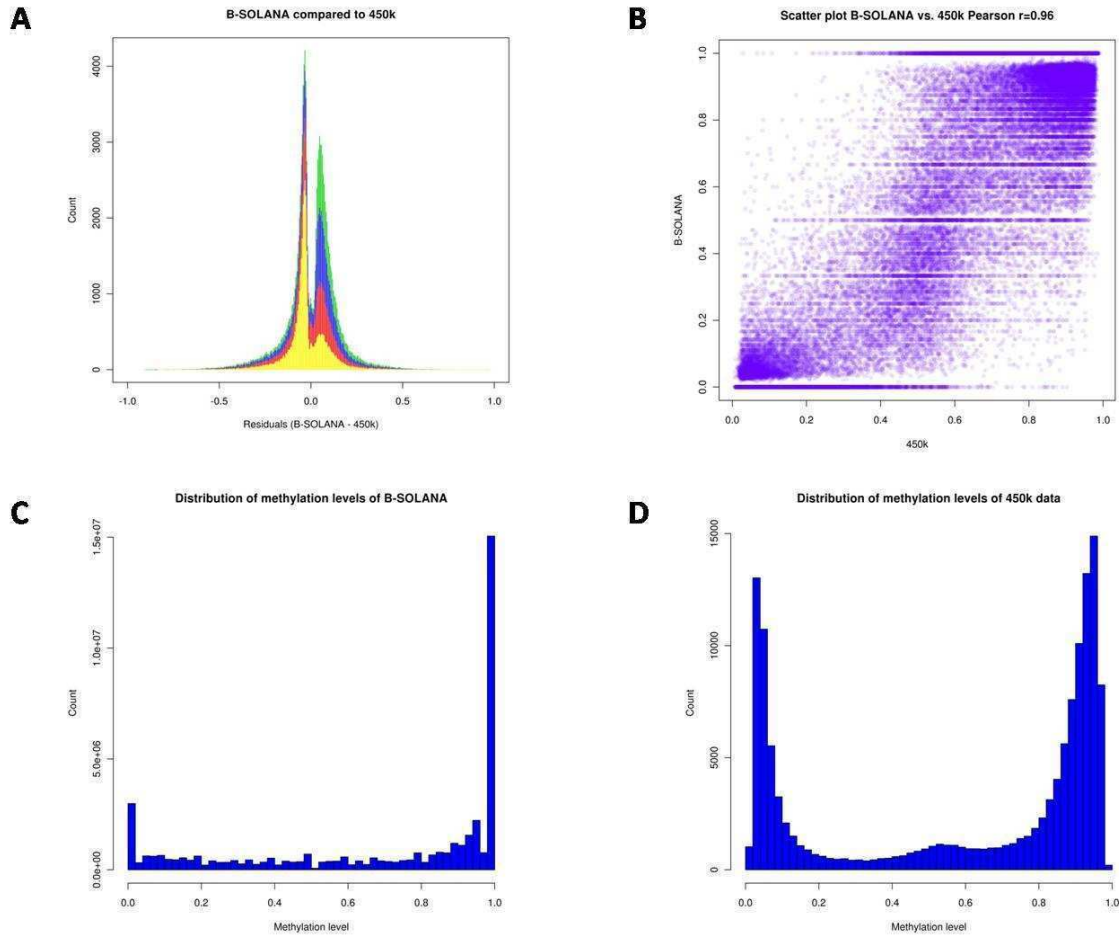 A
B-SOLANA compared to 450k
Count
4000
3000
2000
1000
0
-1.0 -0.5 0.0 0.5 1.0
Residuals (B-SOLANA - 450k)
B
Scatter plot B-SOLANA vs. 450k Pearson r=0.96
B-SOLANA
1.0
0.8
0.6
0.4
0.2
0.0
0.0 0.2 0.4 0.6 0.8 1.0
450k
C
Distribution of methylation levels of B-SOLANA
Count
1.5e+07
1.0e+07
5.0e+06
0.0e+00
0.0 0.2 0.4 0.6 0.8 1.0
Methylation level
D
Distribution of methylation levels of 450k data
Count
15000
10000
5000
0
0.0 0.2 0.4 0.6 0.8 1.0
Methylation level